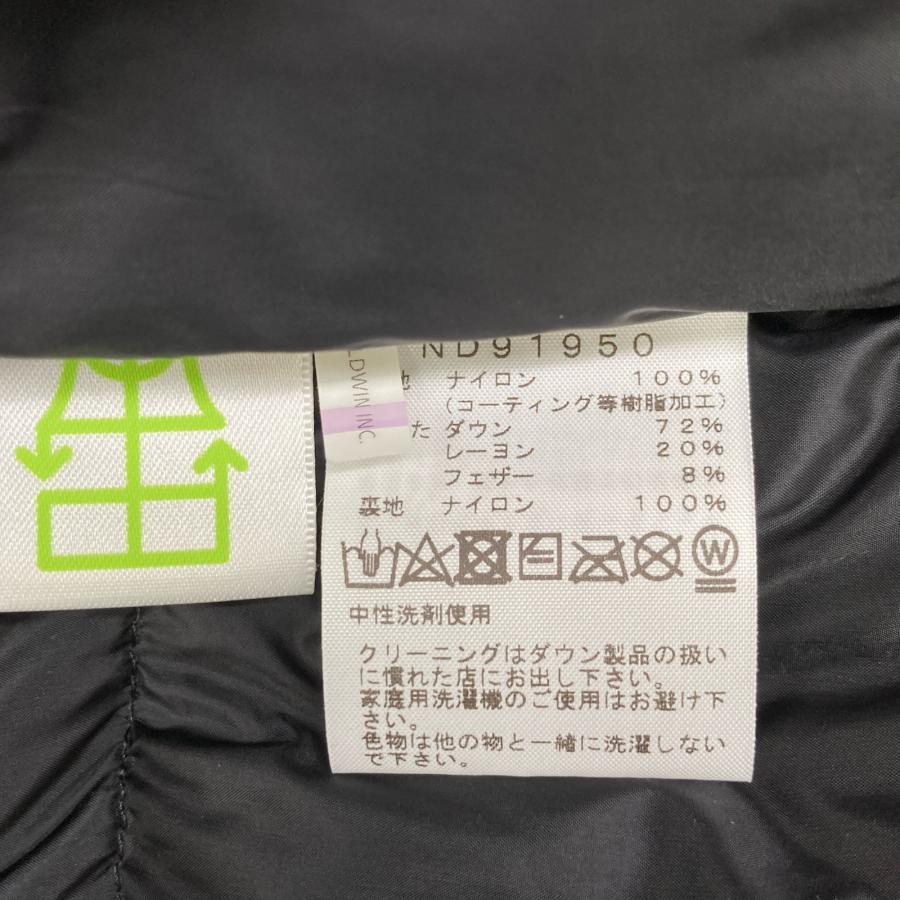 ND91950
地 ナイロン 100%
(コーティング等樹脂加工)
た ダウン 72%
レーヨン 20%
フェザー 8%
裏地 ナイロン 100%
LDWIN INC.
W
中性洗剤使用
クリーニングはダウン製品の扱い
に慣れた店にお出し下さい。
家庭用洗濯機のご使用はお避け下
さい。
色物は他の物と一緒に洗濯しない
で下さい。